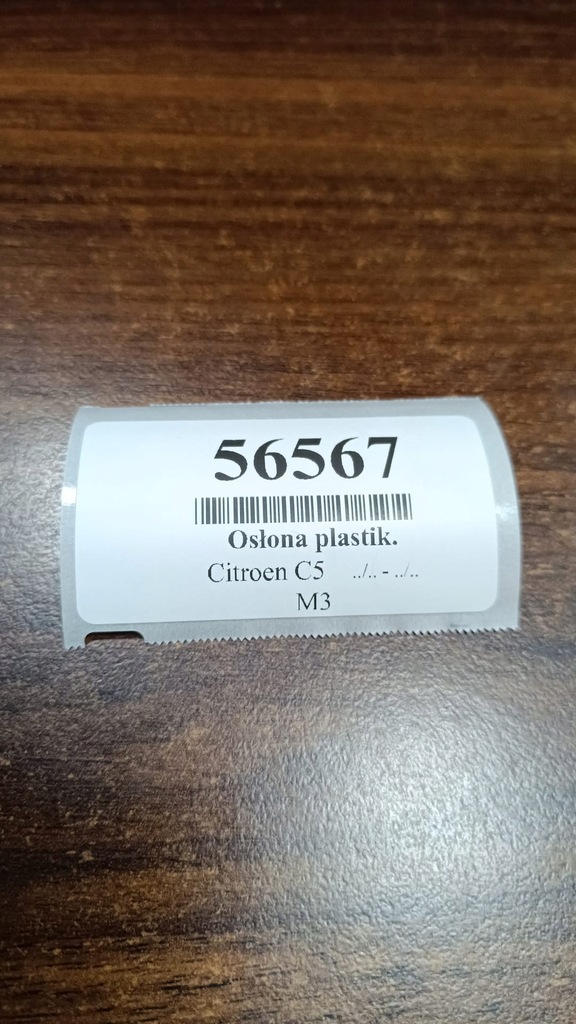 56567
Osłona plastik.
Citroen C5 ../.. - ../..
M3